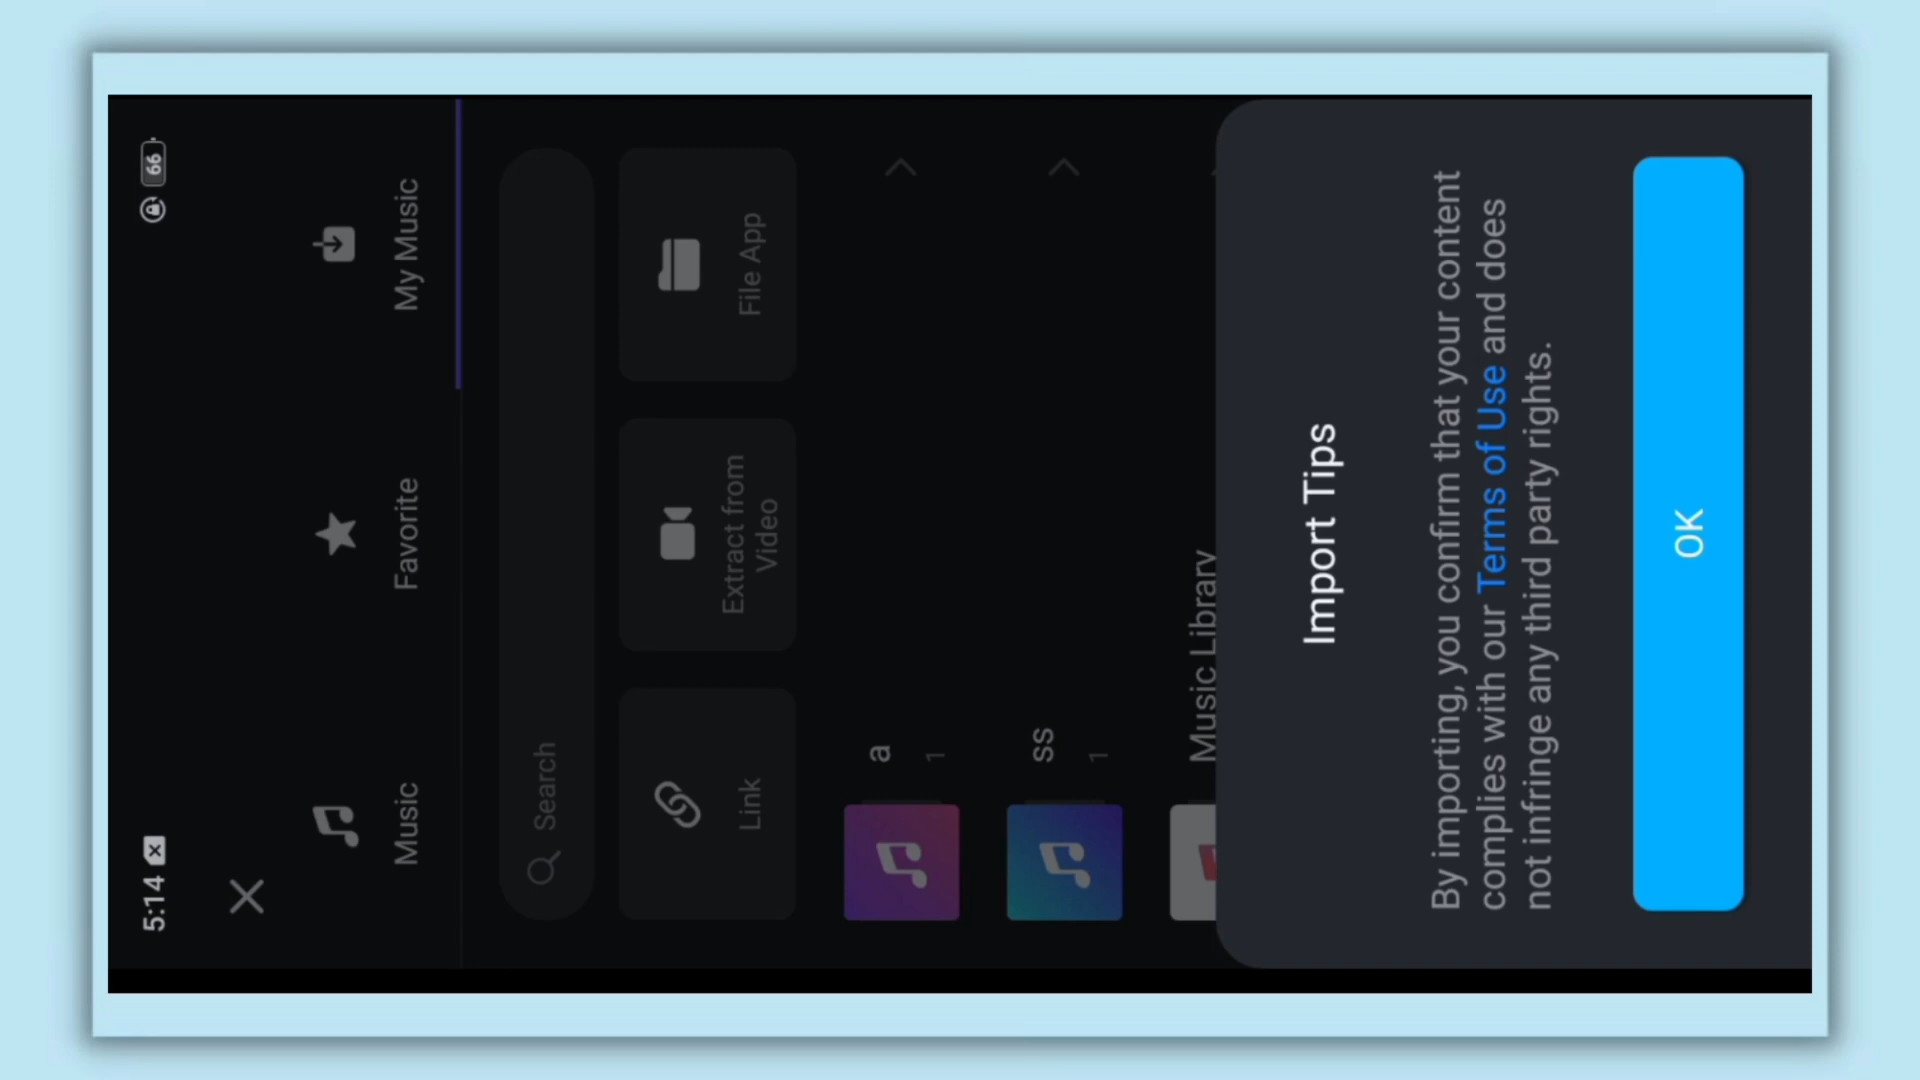 5:14
66
Music
Favorite
My Music
Search
Link
Extract from
Video
File App
a
1
ss
1
Music Library
Import Tips
By importing, you confirm that your content
complies with our Terms of Use and does
not infringe any third party rights.
OK